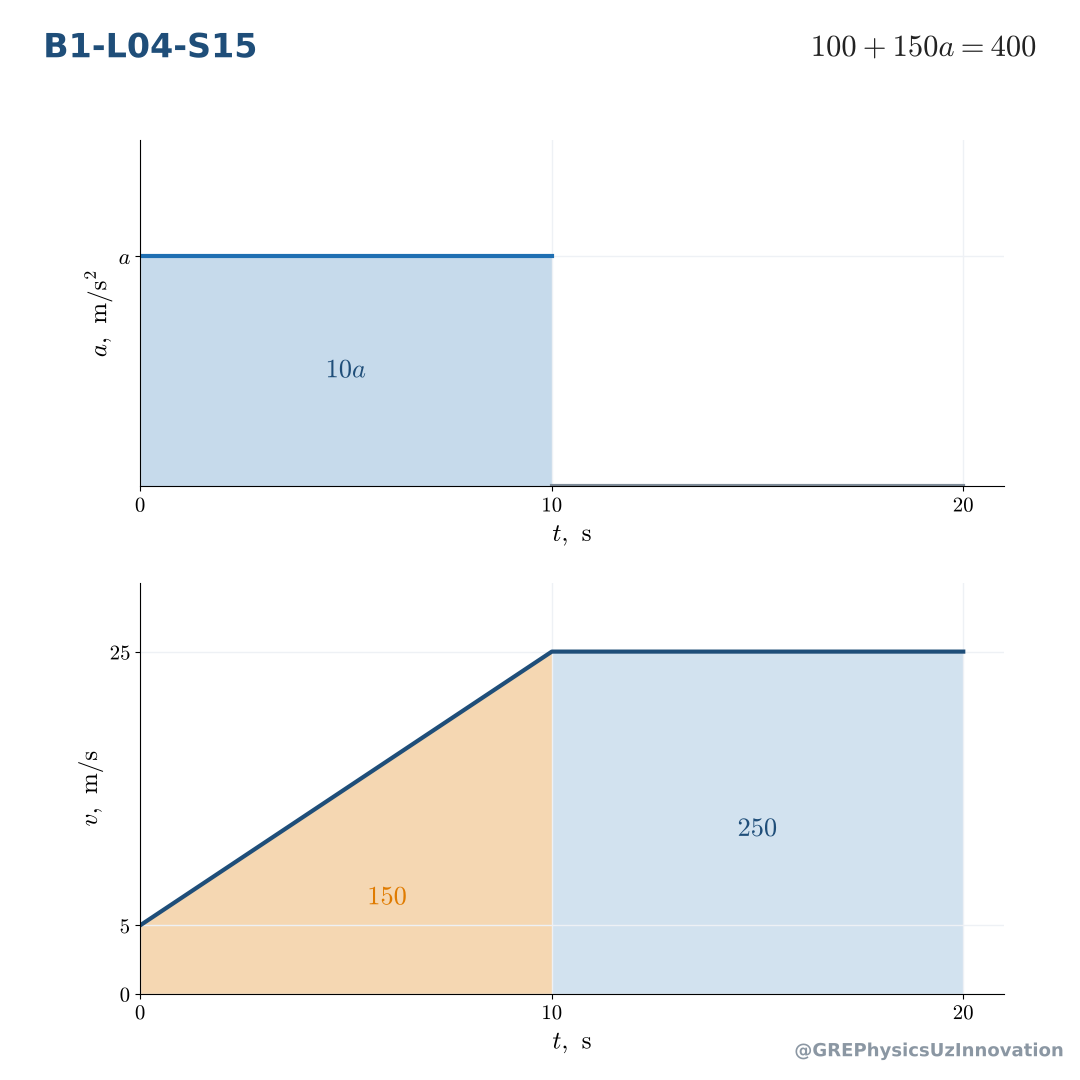 B1-L04-S15
100 + 150a = 400
a
a, m/s²
10a
0 10 20
t, s
25
v, m/s
250
150
5
0
0 10 20
t, s
@GREPhysicsUzInnovation